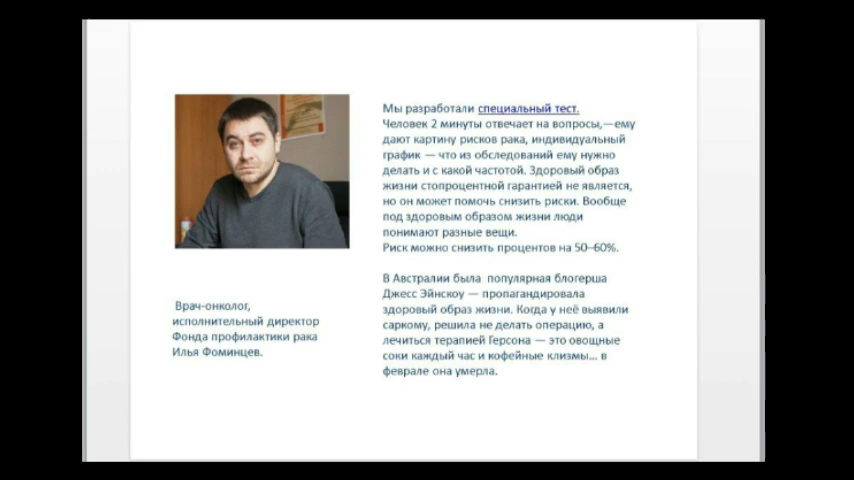 Мы разработали специальный тест.
Человек 2 минуты отвечает на вопросы,—ему
дают картину рисков рака, индивидуальный
график — что из обследований ему нужно
делать и с какой частотой. Здоровый образ
жизни стопроцентной гарантией не является,
но он может помочь снизить риски. Вообще
под здоровым образом жизни люди
понимают разные вещи.
Риск можно снизить процентов на 50–60%.
В Австралии была популярная блогерша
Джесс Эйнскоу — пропагандировала
здоровый образ жизни. Когда у неё выявили
саркому, решила не делать операцию, а
лечиться терапией Герсона — это овощные
соки каждый час и кофейные клизмы... в
феврале она умерла.
Врач-онколог,
исполнительный директор
Фонда профилактики рака
Илья Фоминцев.